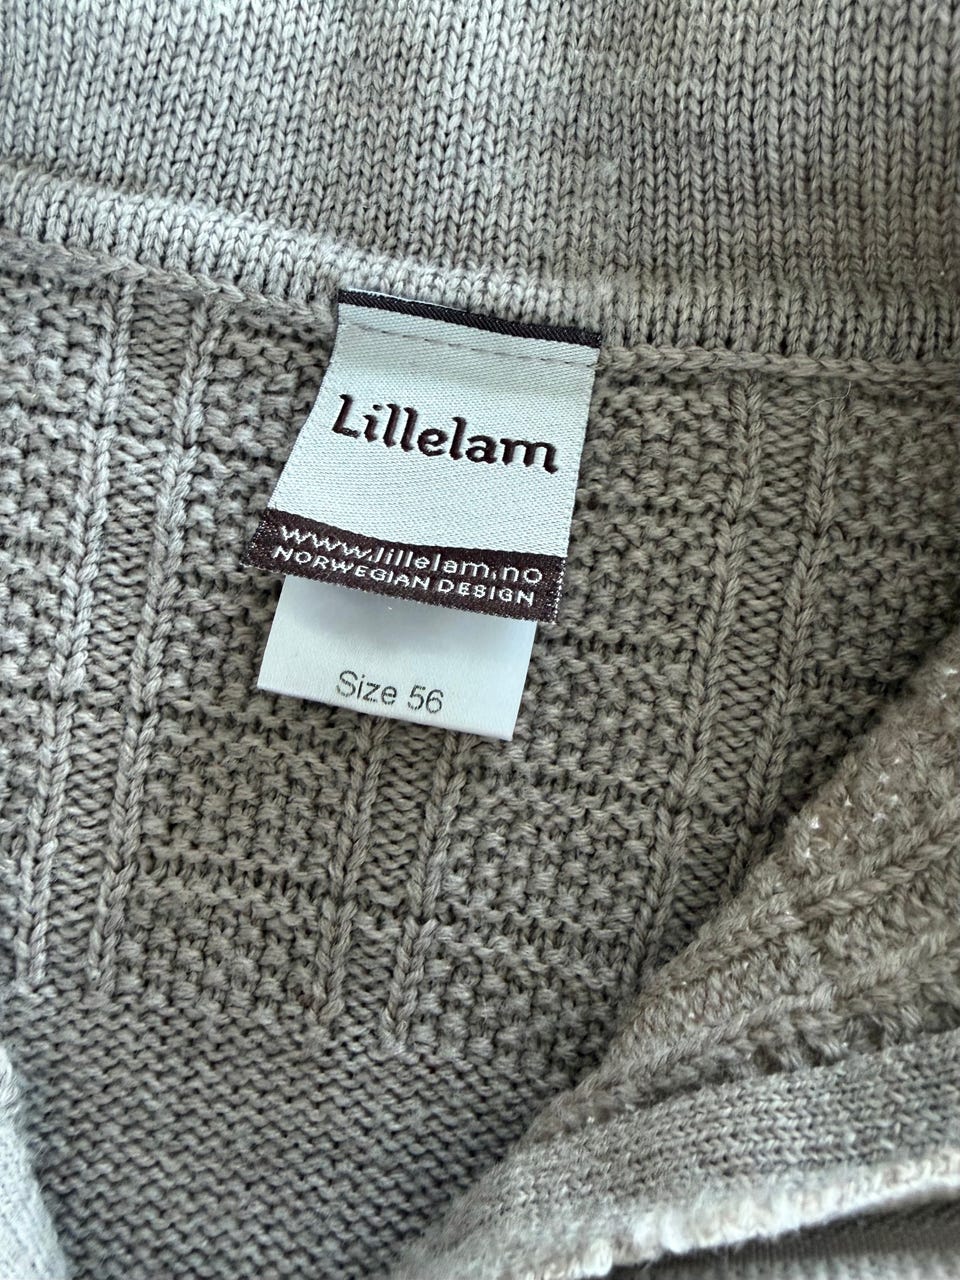 Lillelam
www.lillelam.no
NORWEGIAN DESIGN
Size 56